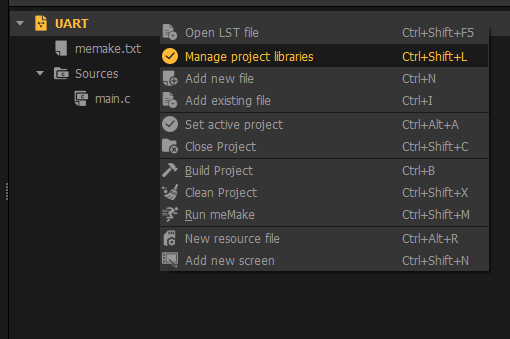 UART
memake.txt
Sources
main.c
Open LST file Ctrl+Shift+F5
Manage project libraries Ctrl+Shift+L
Add new file Ctrl+N
Add existing file Ctrl+I
Set active project Ctrl+Alt+A
Close Project Ctrl+Shift+C
Build Project Ctrl+B
Clean Project Ctrl+Shift+X
Run meMake Ctrl+Shift+M
New resource file Ctrl+Alt+R
Add new screen Ctrl+Shift+N